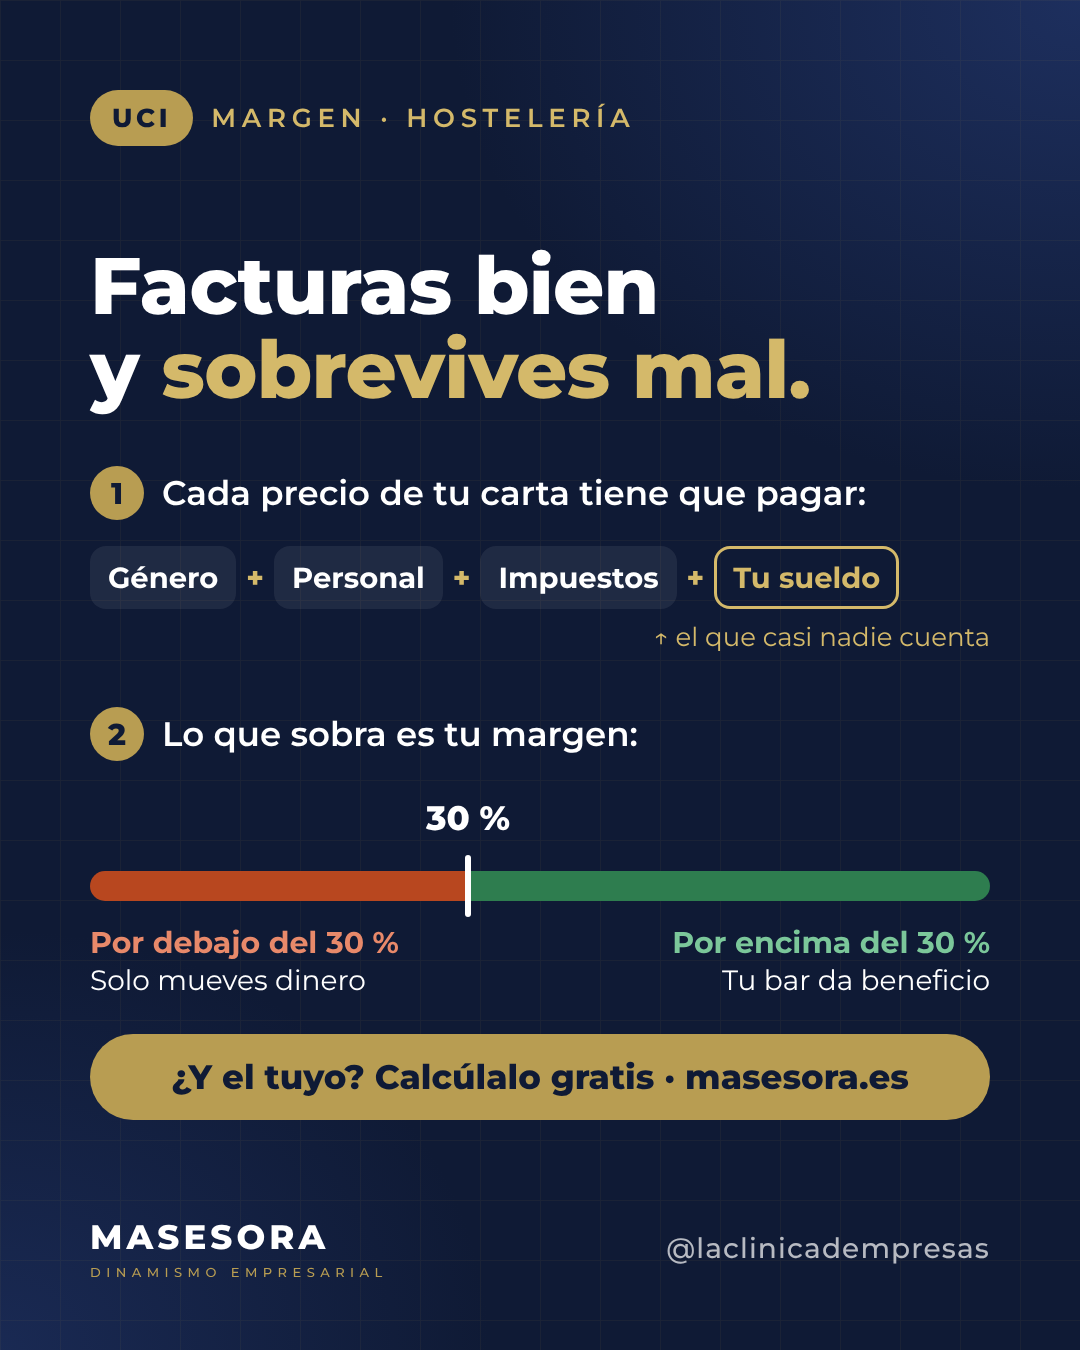 UCI MARGEN · HOSTELERÍA
Facturas bien
y sobrevives mal.
1 Cada precio de tu carta tiene que pagar:
Género + Personal + Impuestos + Tu sueldo
↑ el que casi nadie cuenta
2 Lo que sobra es tu margen:
30 %
Por debajo del 30 % Por encima del 30 %
Solo mueves dinero Tu bar da beneficio
¿Y el tuyo? Calcúlalo gratis · masesora.es
MASESORA
DINAMISMO EMPRESARIAL
@laclinicadempresas